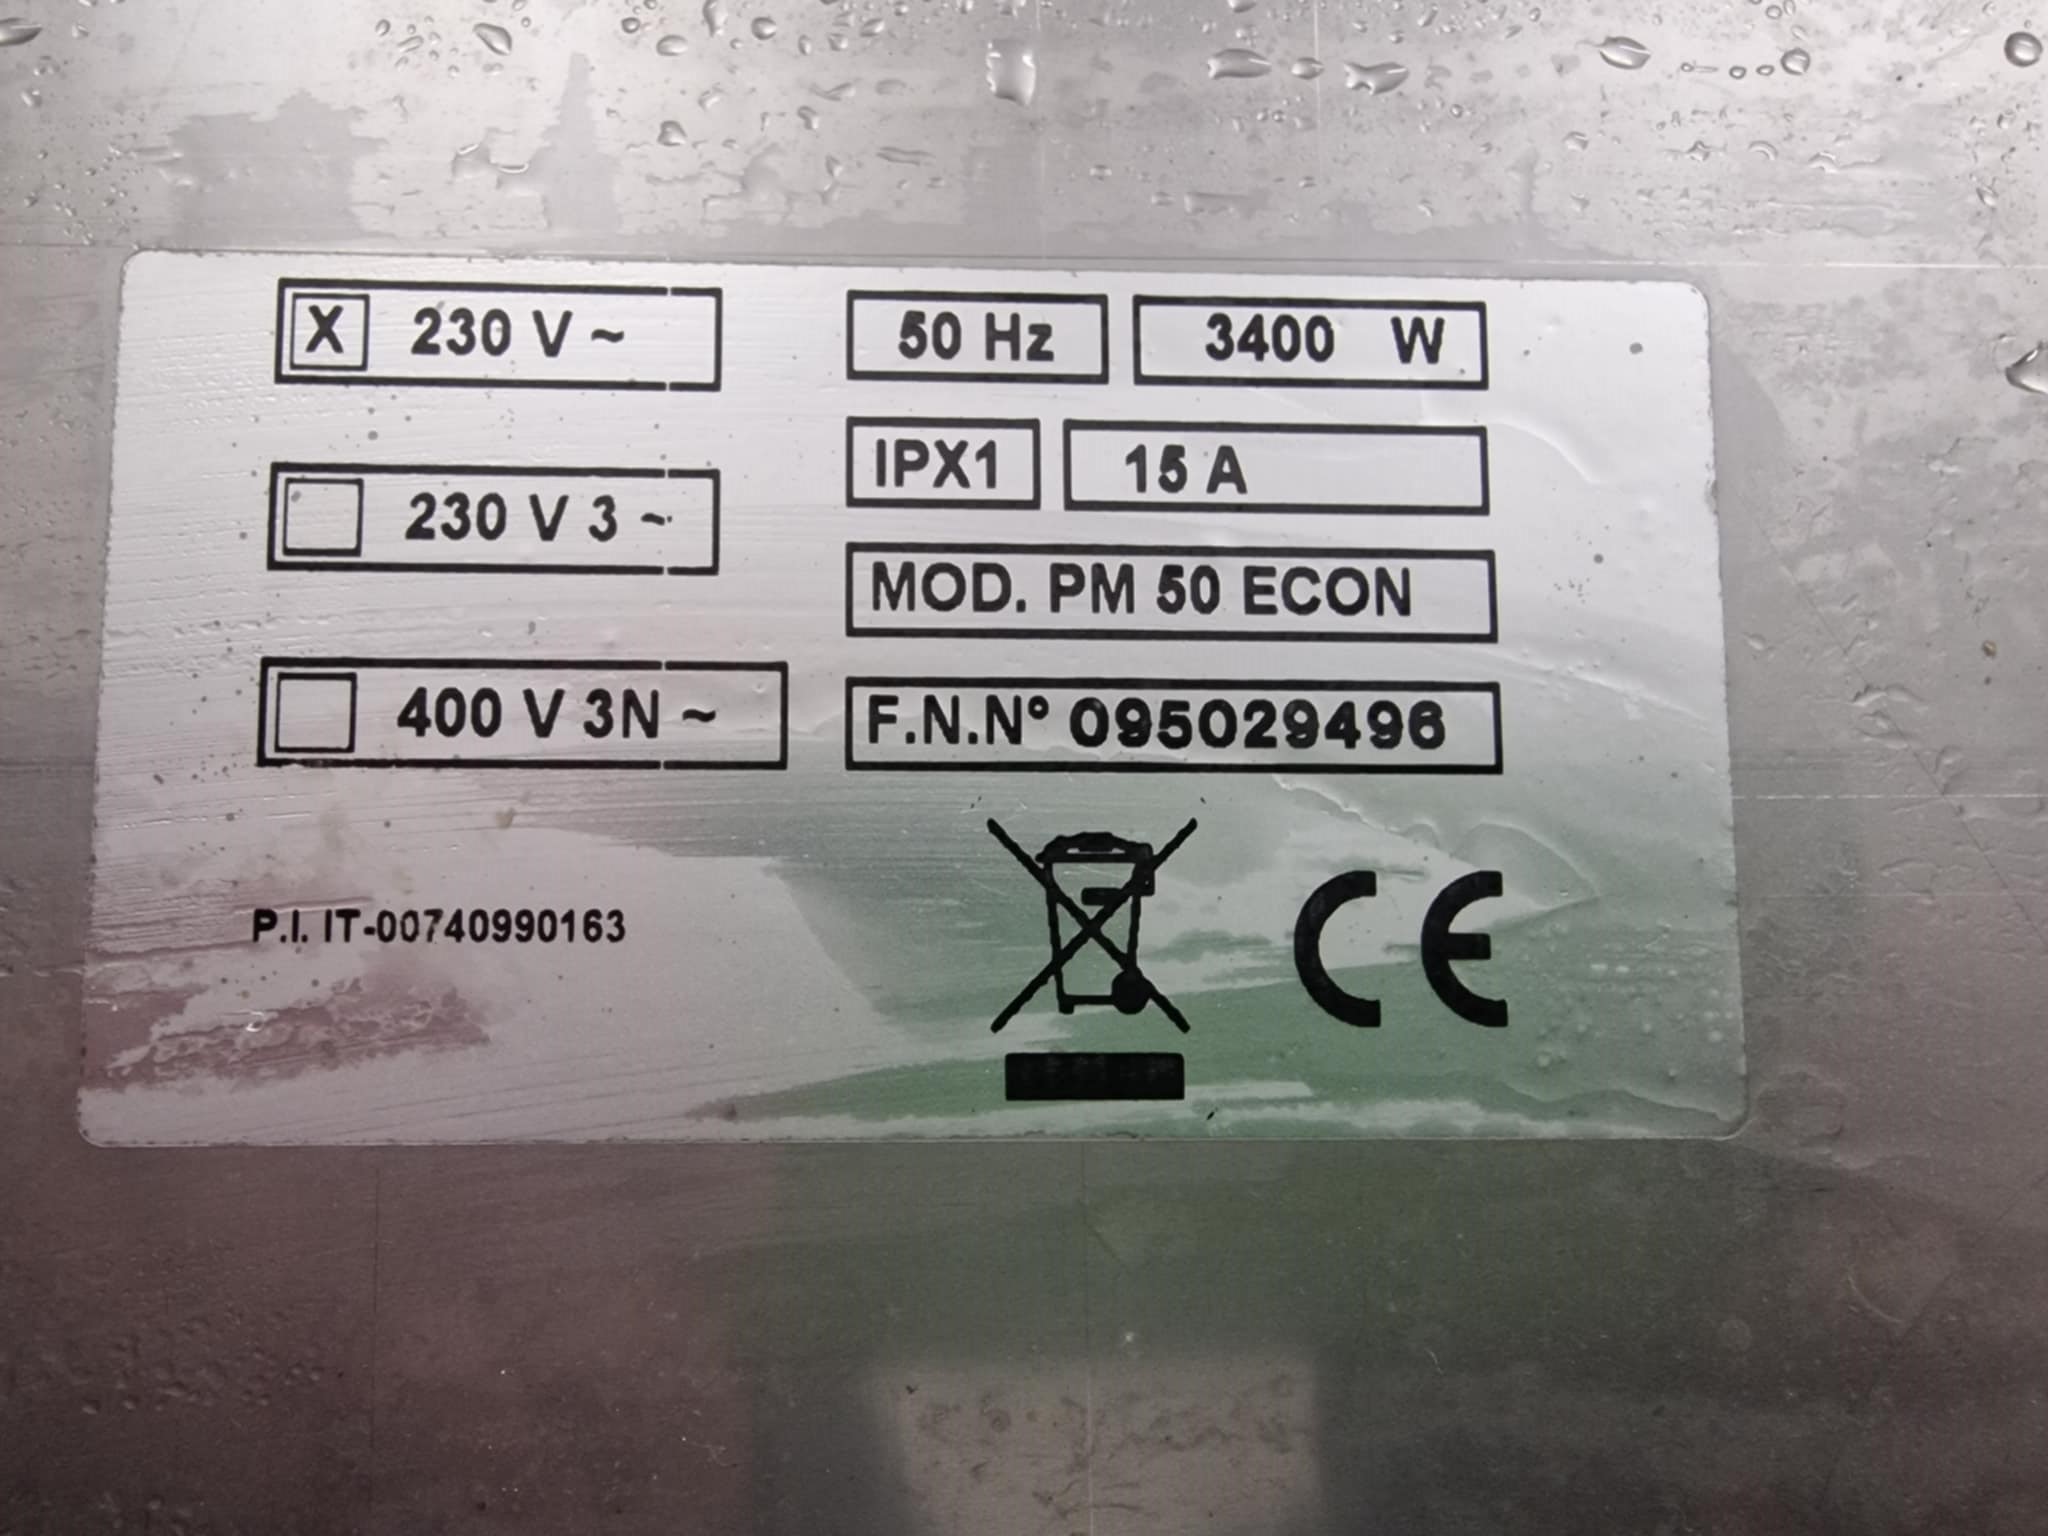 X 230 V ~
50 Hz
3400 W
230 V 3 ~
IPX1
15 A
MOD. PM 50 ECON
400 V 3N ~
F.N.N° 095029496
P.I. IT-00740990163
CE